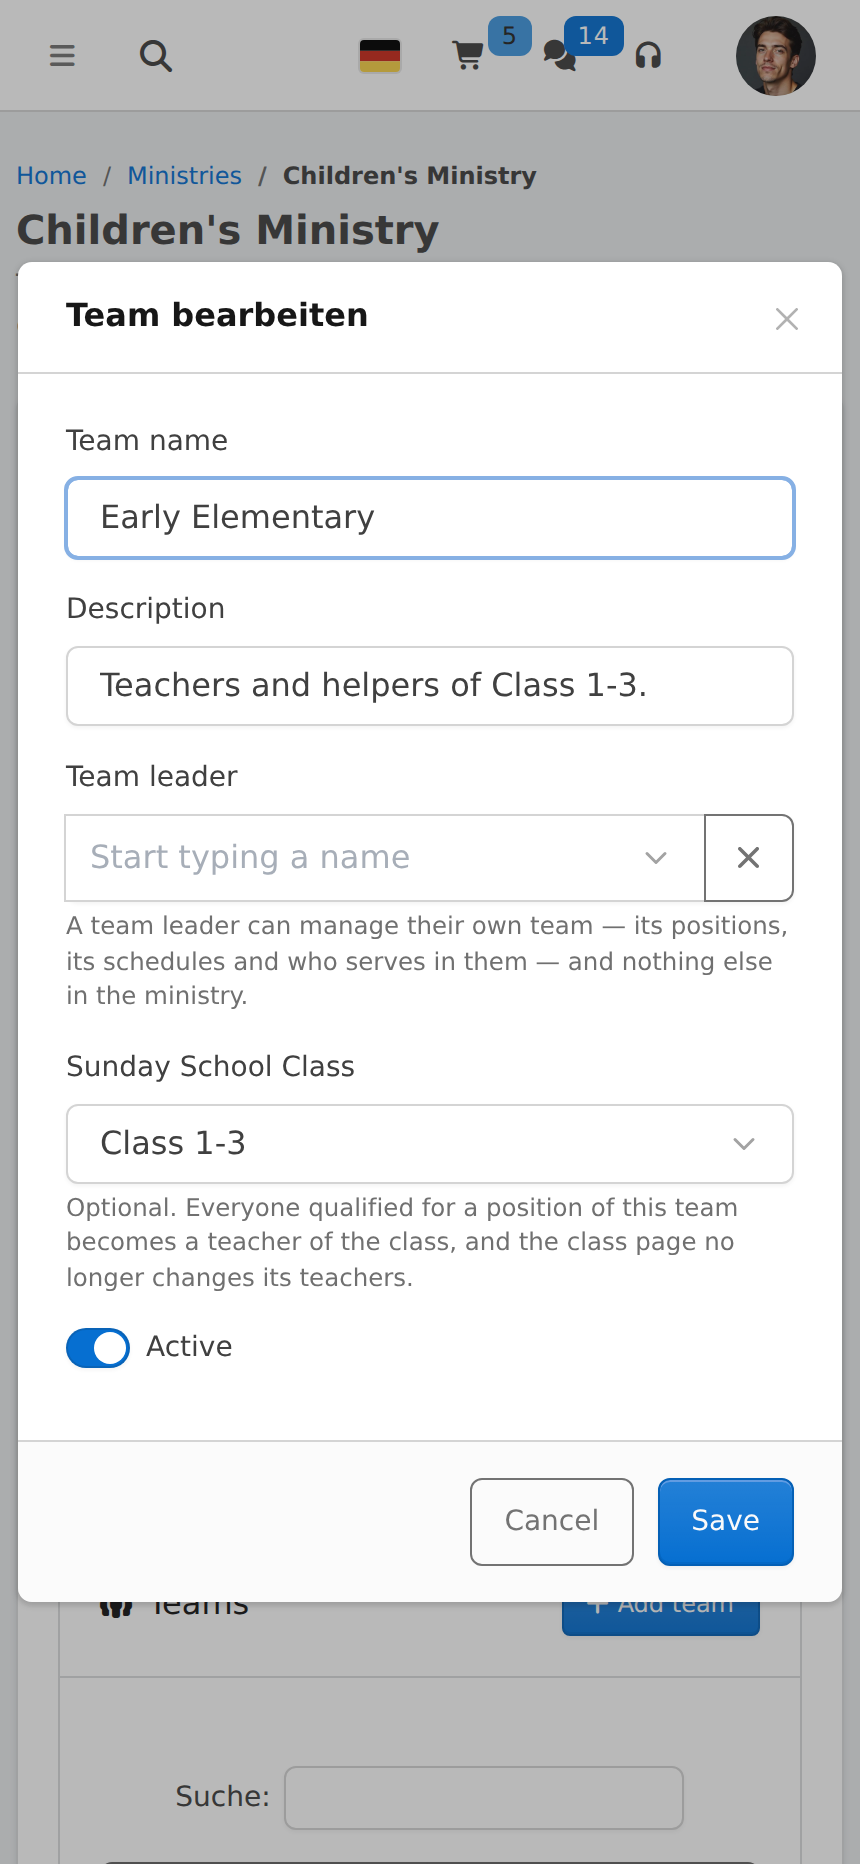 5
14
Home / Ministries / Children's Ministry
Children's Ministry
Team bearbeiten
Team name
Early Elementary
Description
Teachers and helpers of Class 1-3.
Team leader
Start typing a name
A team leader can manage their own team — its positions,
its schedules and who serves in them — and nothing else
in the ministry.
Sunday School Class
Class 1-3
Optional. Everyone qualified for a position of this team
becomes a teacher of the class, and the class page no
longer changes its teachers.
Active
Cancel
Save
Teams
Add team
Suche: